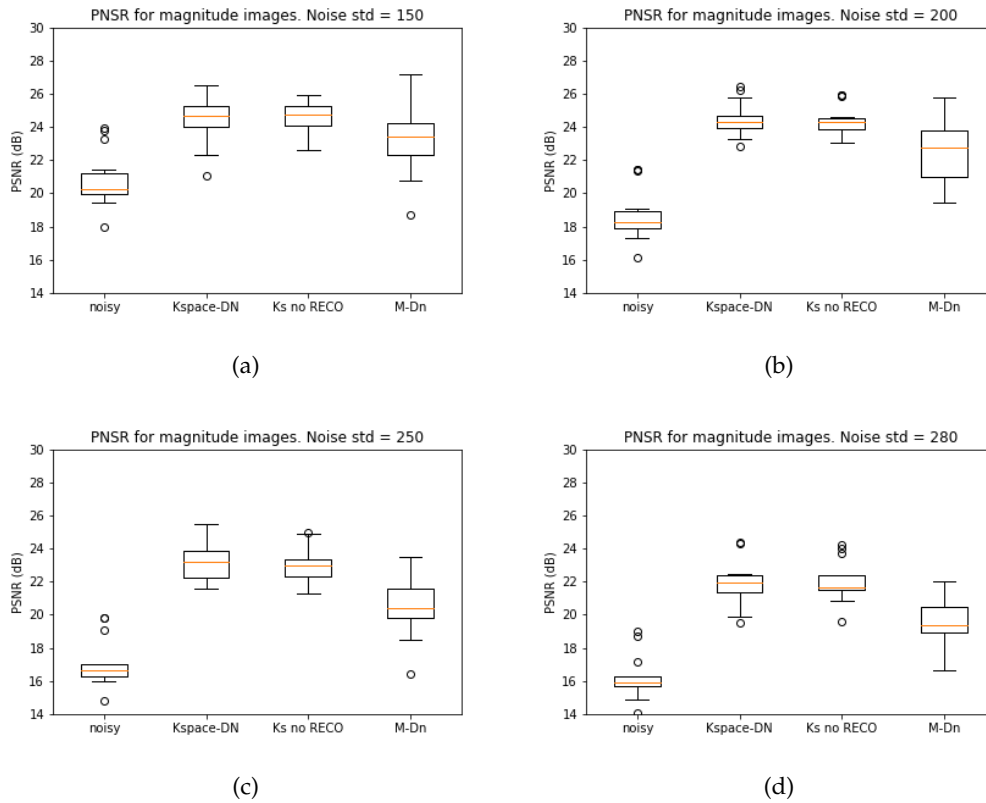 PNSR for magnitude images. Noise std = 150
30
28
26
24
22
20
18
16
14
PSNR (dB)
noisy Kspace-DN Ks no RECO M-Dn
(a)
PNSR for magnitude images. Noise std = 200
30
28
26
24
22
20
18
16
14
PSNR (dB)
noisy Kspace-DN Ks no RECO M-Dn
(b)
PNSR for magnitude images. Noise std = 250
30
28
26
24
22
20
18
16
14
PSNR (dB)
noisy Kspace-DN Ks no RECO M-Dn
(c)
PNSR for magnitude images. Noise std = 280
30
28
26
24
22
20
18
16
14
PSNR (dB)
noisy Kspace-DN Ks no RECO M-Dn
(d)